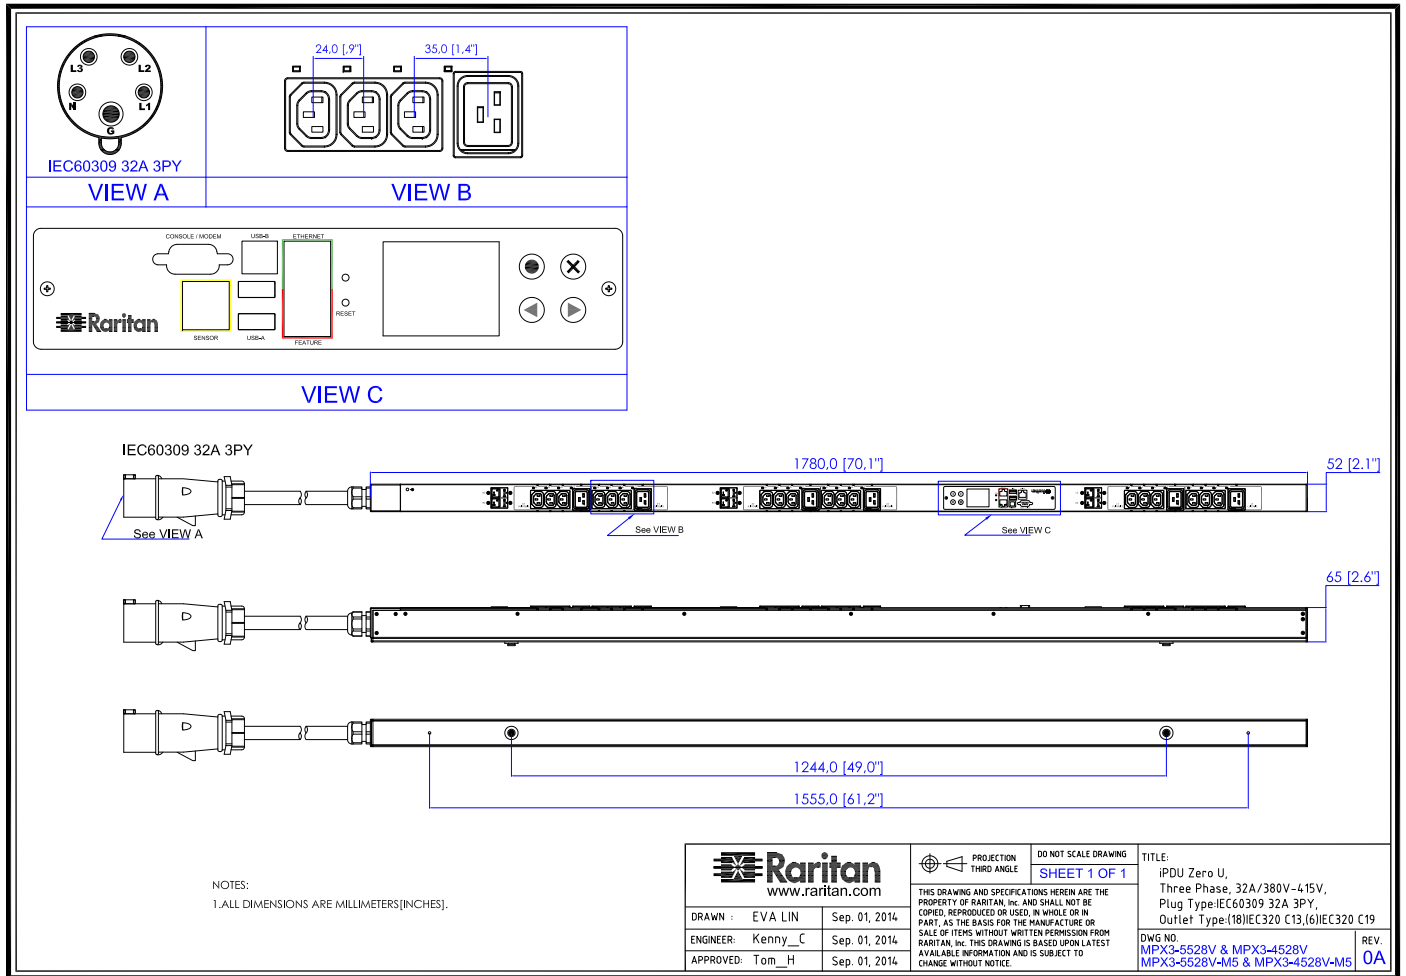 24,0 [,9"]
35,0 [1,4"]
L3
L2
N
L1
G
IEC60309 32A 3PY
VIEW A
VIEW B
CONSOLE / MODEM
USB-B
ETHERNET
RESET
Raritan
SENSOR
USB-A
FEATURE
VIEW C
IEC60309 32A 3PY
1780,0 [70,1"]
52 [2.1"]
See VIEW A
See VIEW B
See VIEW C
65 [2.6"]
1244,0 [49,0"]
1555,0 [61,2"]
NOTES:
1.ALL DIMENSIONS ARE MILLIMETERS[INCHES].
Raritan
www.raritan.com
DRAWN : EVA LIN Sep. 01, 2014
ENGINEER: Kenny__C Sep. 01, 2014
APPROVED: Tom__H Sep. 01, 2014
PROJECTION
THIRD ANGLE
DO NOT SCALE DRAWING
SHEET 1 OF 1
THIS DRAWING AND SPECIFICATIONS HEREIN ARE THE
PROPERTY OF RARITAN, Inc. AND SHALL NOT BE
COPIED, REPRODUCED OR USED, IN WHOLE OR IN
PART, AS THE BASIS FOR THE MANUFACTURE OR
SALE OF ITEMS WITHOUT WRITTEN PERMISSION FROM
RARITAN, Inc. THIS DRAWING IS BASED UPON LATEST
AVAILABLE INFORMATION AND IS SUBJECT TO
CHANGE WITHOUT NOTICE.
TITLE:
iPDU Zero U,
Three Phase, 32A/380V-415V,
Plug Type:IEC60309 32A 3PY,
Outlet Type:(18)IEC320 C13,(6)IEC320 C19
DWG NO.
MPX3-5528V & MPX3-4528V
MPX3-5528V-M5 & MPX3-4528V-M5
REV.
0A